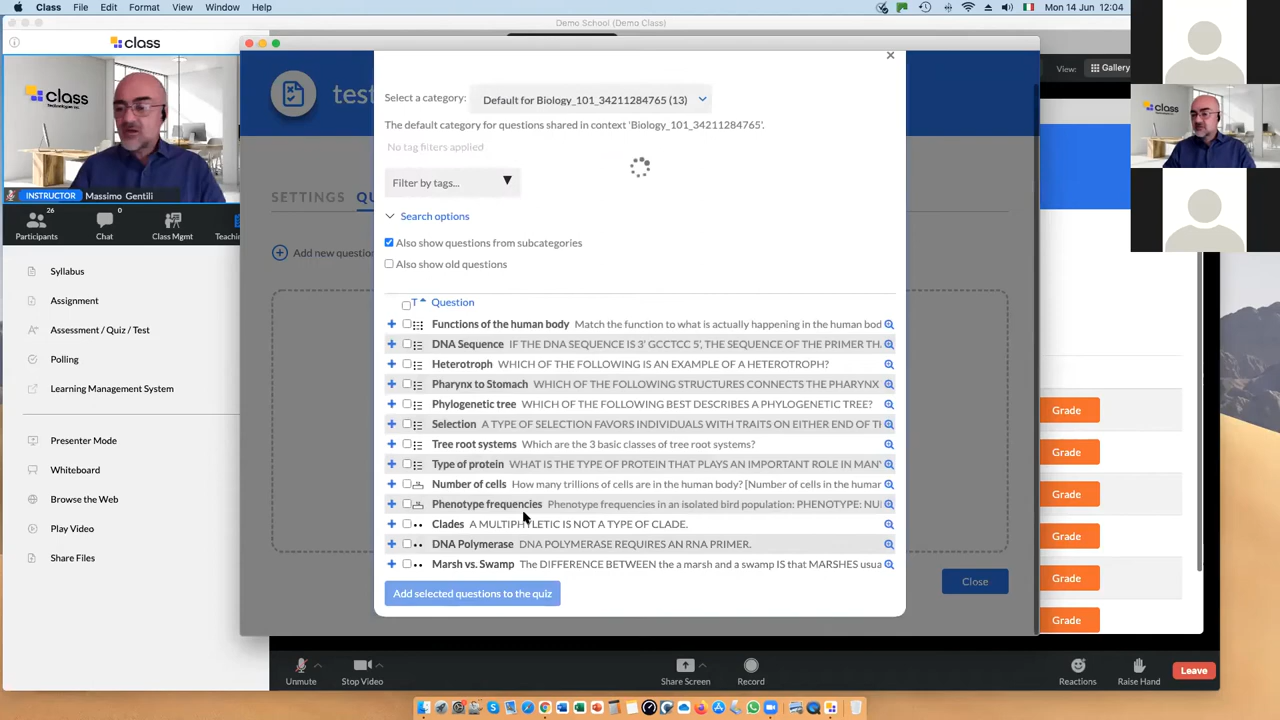 Class File Edit Format View Window Help
Mon 14 Jun 12:04
Demo School (Demo Class)
class
class
INSTRUCTOR Massimo Gentili
View: Gallery
class
26
0
Participants Chat Class Mgmt
Syllabus
Assignment
Assessment / Quiz / Test
Polling
Learning Management System
Presenter Mode
Whiteboard
Browse the Web
Play Video
Share Files
SETTINGS
Select a category: Default for Biology_101_34211284765 (13)
The default category for questions shared in context 'Biology_101_34211284765'.
No tag filters applied
Filter by tags...
Search options
Also show questions from subcategories
Also show old questions
T Question
Functions of the human body Match the function to what is actually happening in the human bod
DNA Sequence IF THE DNA SEQUENCE IS 3' GCCTCC 5', THE SEQUENCE OF THE PRIMER TH
Heterotroph WHICH OF THE FOLLOWING IS AN EXAMPLE OF A HETEROTROPH?
Pharynx to Stomach WHICH OF THE FOLLOWING STRUCTURES CONNECTS THE PHARYNX
Phylogenetic tree WHICH OF THE FOLLOWING BEST DESCRIBES A PHYLOGENETIC TREE?
Selection A TYPE OF SELECTION FAVORS INDIVIDUALS WITH TRAITS ON EITHER END OF
Tree root systems Which are the 3 basic classes of tree root systems?
Type of protein WHAT IS THE TYPE OF PROTEIN THAT PLAYS AN IMPORTANT ROLE IN
Number of cells How many trillions of cells are in the human body? [Number of cells in the human
Phenotype frequencies Phenotype frequencies in an isolated bird population: PHENOTYPE:
Clades A MULTIPHYLETIC IS NOT A TYPE OF CLADE.
DNA Polymerase DNA POLYMERASE REQUIRES AN RNA PRIMER.
Marsh vs. Swamp The DIFFERENCE BETWEEN the a marsh and a swamp IS that MARSHES usua
Add selected questions to the quiz
test
Add new question
Close
Grade
Grade
Grade
Grade
Grade
Grade
Unmute Stop Video Share Screen Record Reactions Raise Hand Leave